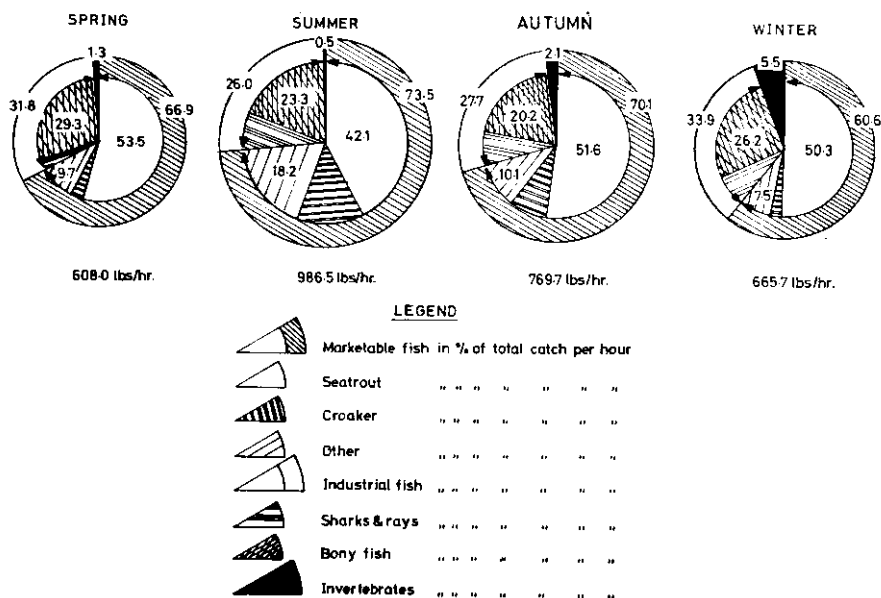 SPRING
1·3
31·8
66·9
29·3
53·5
9·7
608·0 lbs/hr.
SUMMER
0·5
26·0
73·5
23·3
42·1
18·2
986·5 lbs/hr.
AUTUMN
2·1
27·7
70·1
20·2
51·6
10·1
769·7 lbs/hr.
WINTER
5·5
33·9
60·6
26·2
50·3
7·5
665·7 lbs/hr.
LEGEND
Marketable fish in % of total catch per hour
Seatrout " " " " " " "
Croaker " " " " " " "
Other " " " " " " "
Industrial fish " " " " " " "
Sharks & rays " " " " " " "
Bony fish " " " " " " "
Invertebrates " " " " " " "